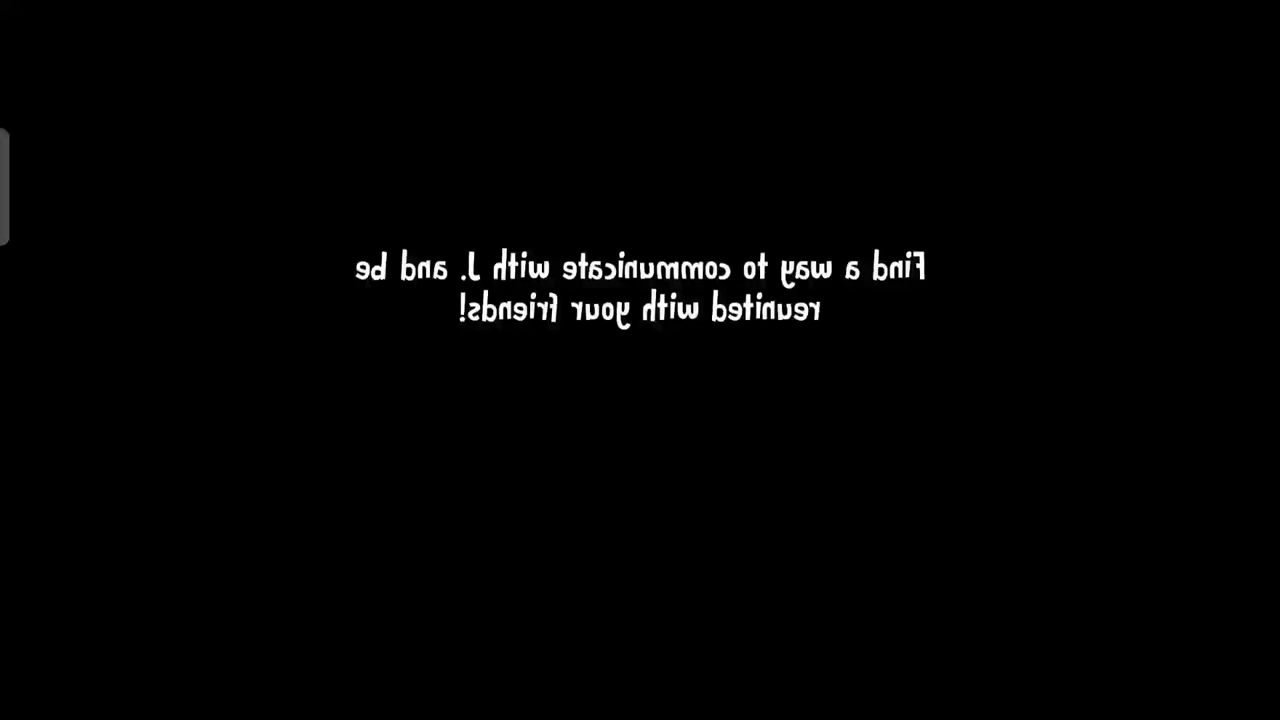 Find a way to communicate with J. and be
reunited with your friends!